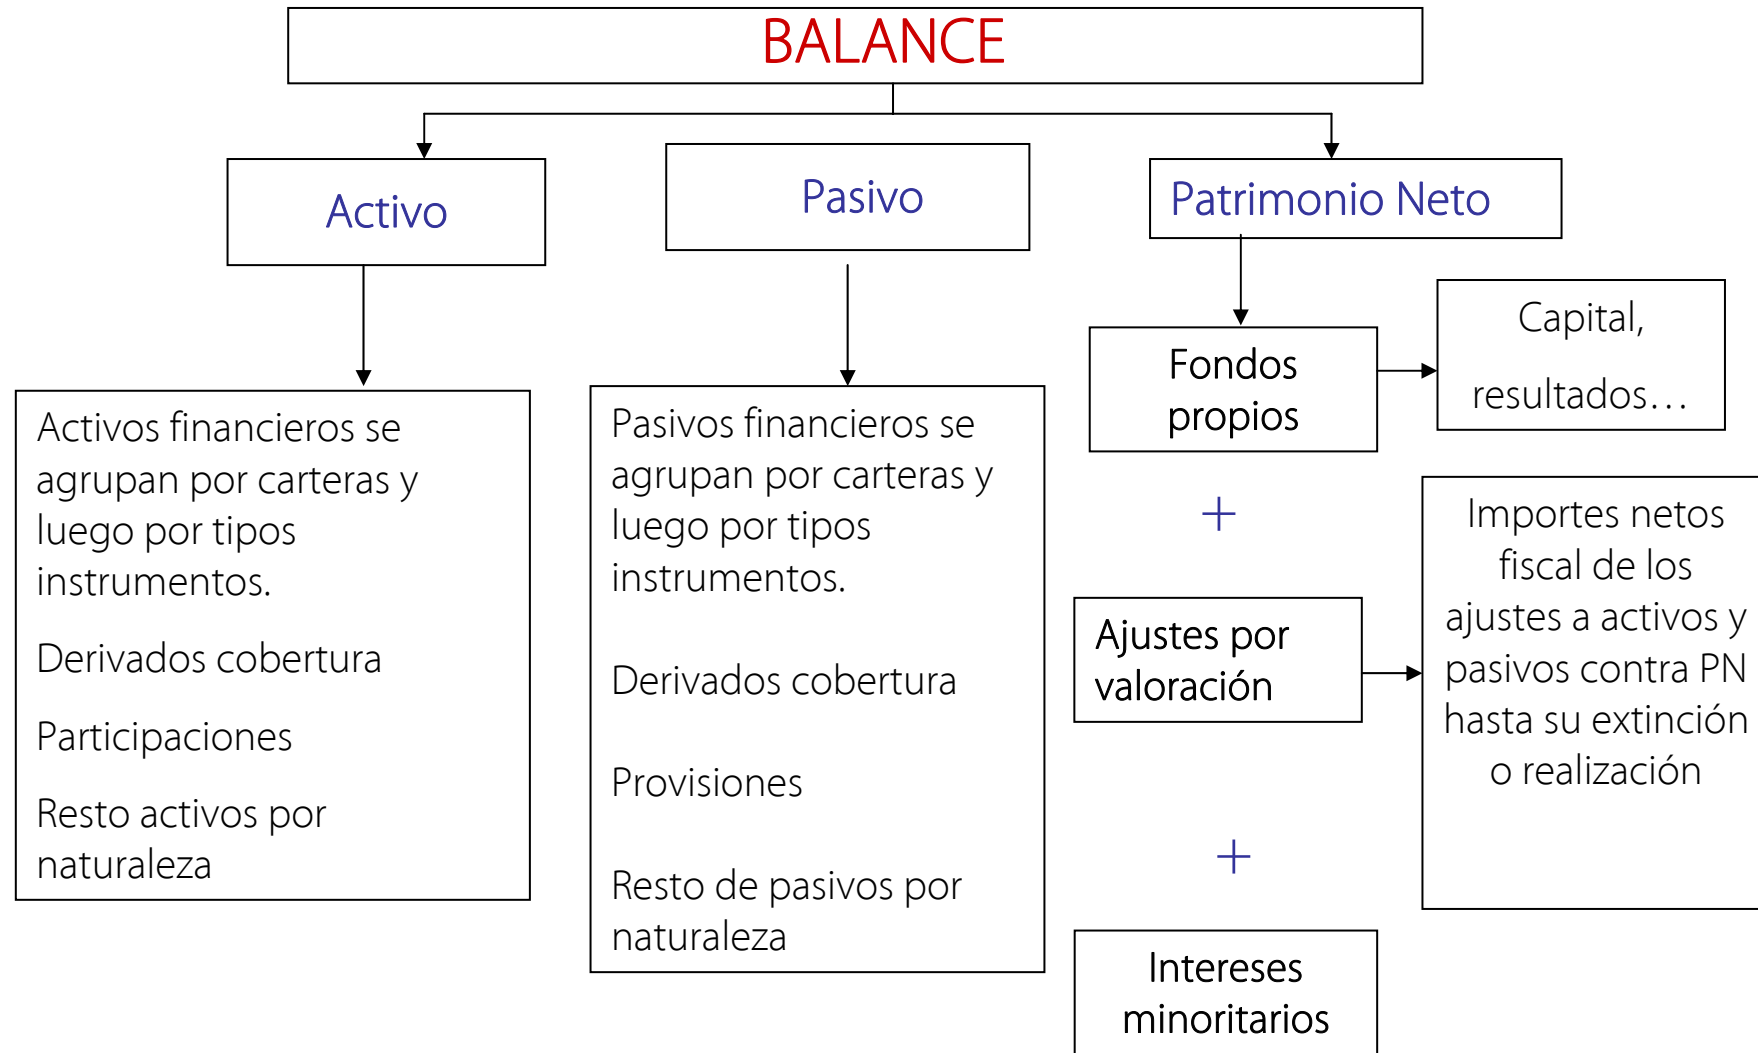 BALANCE
Activo
Pasivo
Patrimonio Neto
Activos financieros se
agrupan por carteras y
luego por tipos
instrumentos.
Derivados cobertura
Participaciones
Resto activos por
naturaleza
Pasivos financieros se
agrupan por carteras y
luego por tipos
instrumentos.
Derivados cobertura
Provisiones
Resto de pasivos por
naturaleza
Fondos
propios
Capital,
resultados...
+
Ajustes por
valoración
Importes netos
fiscal de los
ajustes a activos y
pasivos contra PN
hasta su extinción
o realización
+
Intereses
minoritarios